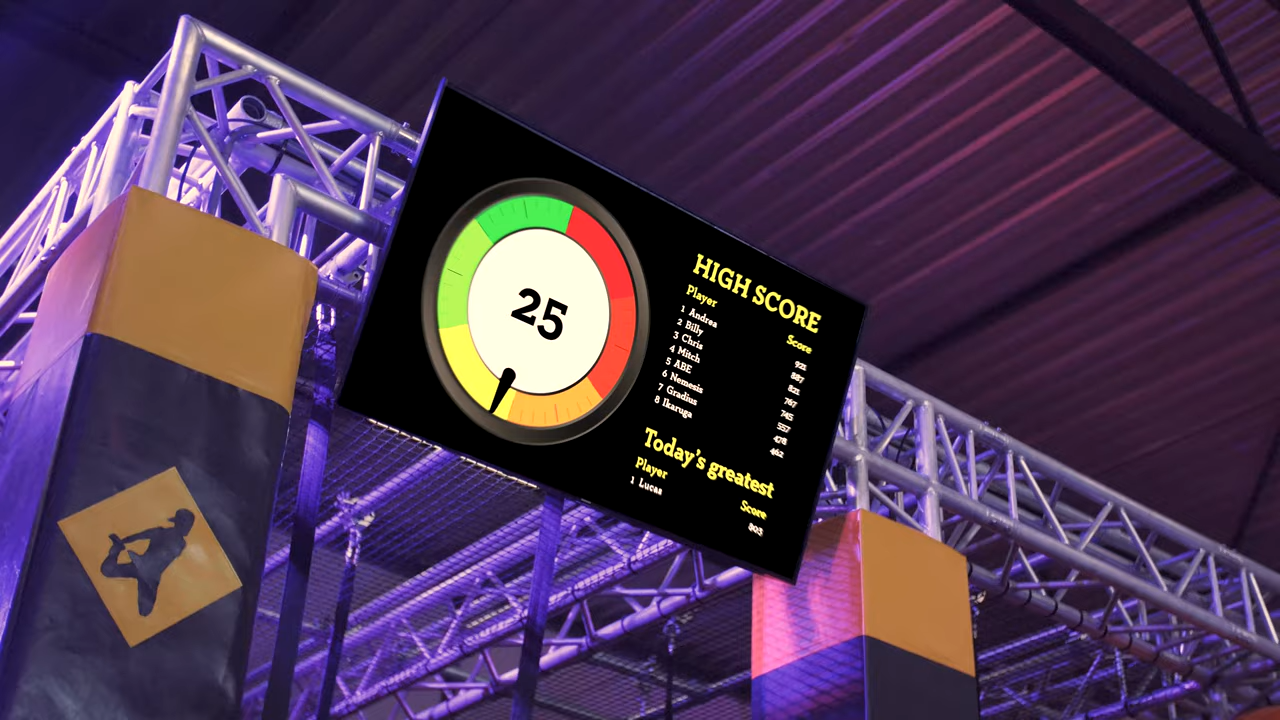 25
HIGH SCORE
Player Score
1 Andrea 921
2 Billy 887
3 Chris 821
4 Mitch 767
5 ABE 745
6 Nemesis 557
7 Gradius 478
8 Ikaruga 462
Today's greatest
Player Score
1 Lucas 803